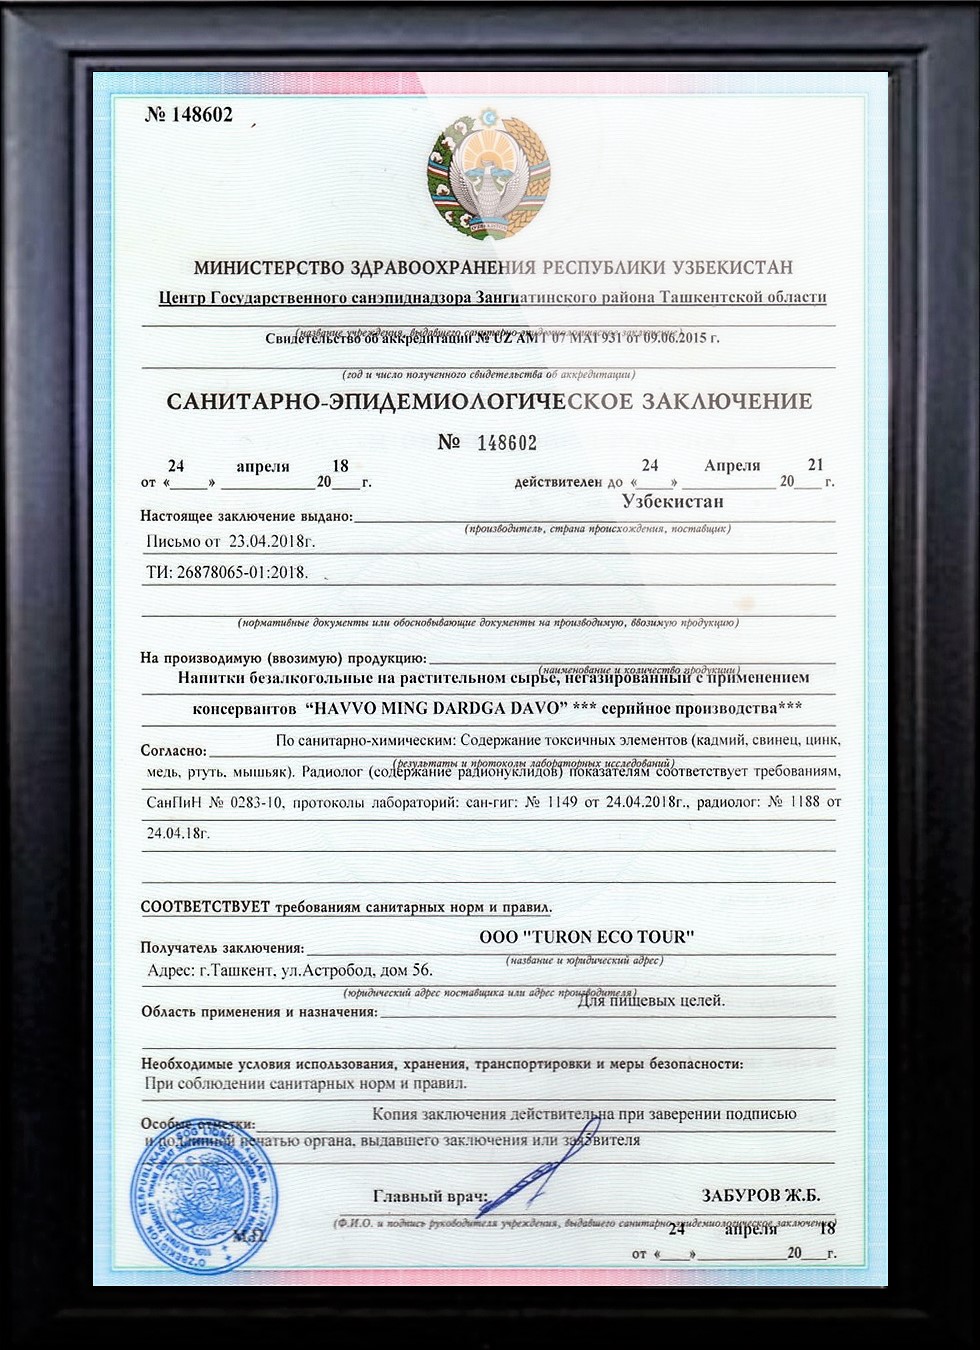 № 148602
МИНИСТЕРСТВО ЗДРАВООХРАНЕНИЯ РЕСПУБЛИКИ УЗБЕКИСТАН
Центр Государственного санэпиднадзора Зангиатинского района Ташкентской области
(название учреждения, выдавшего санитарно-эпидемиологическое заключение)
Свидетельство об аккредитации № UZ AMT 07 MAI 931 от 09.06.2015 г.
(год и число полученного свидетельства об аккредитации)
САНИТАРНО-ЭПИДЕМИОЛОГИЧЕСКОЕ ЗАКЛЮЧЕНИЕ
№ 148602
от «24» апреля 2018 г. действителен до «24» Апреля 2021 г.
Узбекистан
Настоящее заключение выдано:
(производитель, страна происхождения, поставщик)
Письмо от 23.04.2018г.
ТИ: 26878065-01:2018.
(нормативные документы или обосновывающие документы на производимую, ввозимую продукцию)
На производимую (ввозимую) продукцию:
(наименование и количество продукции)
Напитки безалкогольные на растительном сырье, негазированный с применением
консервантов “HAVVO MING DARDGA DAVO” *** серийное производства***
Согласно: По санитарно-химическим: Содержание токсичных элементов (кадмий, свинец, цинк,
(результаты и протоколы лабораторий исследований)
медь, ртуть. мышьяк). Радиолог (содержание радионуклидов) показателям соответствует требованиям,
СанПиН № 0283-10, протоколы лабораторий: сан-гиг: № 1149 от 24.04.2018г., радиолог: № 1188 от
24.04.18г.
СООТВЕТСТВУЕТ требованиям санитарных норм и правил.
Получатель заключения: ООО "TURON ECO TOUR"
(название и юридический адрес)
Адрес: г.Ташкент, ул.Астробод, дом 56.
(юридический адрес поставщика или адрес производителя)
Область применения и назначения: Для пищевых целей.
Необходимые условия использования, хранения, транспортировки и меры безопасности:
При соблюдении санитарных норм и правил.
Особые отметки: Копия заключения действительна при заверении подписью
и подлинный печатью органа, выдавшего заключения или заявителя
Главный врач: ЗАБУРОВ Ж.Б.
(Ф.И.О. и подпись руководителя учреждения, выдавшего санитарно-эпидемиологическое заключение)
М.П.
от «24» апреля 2018 г.